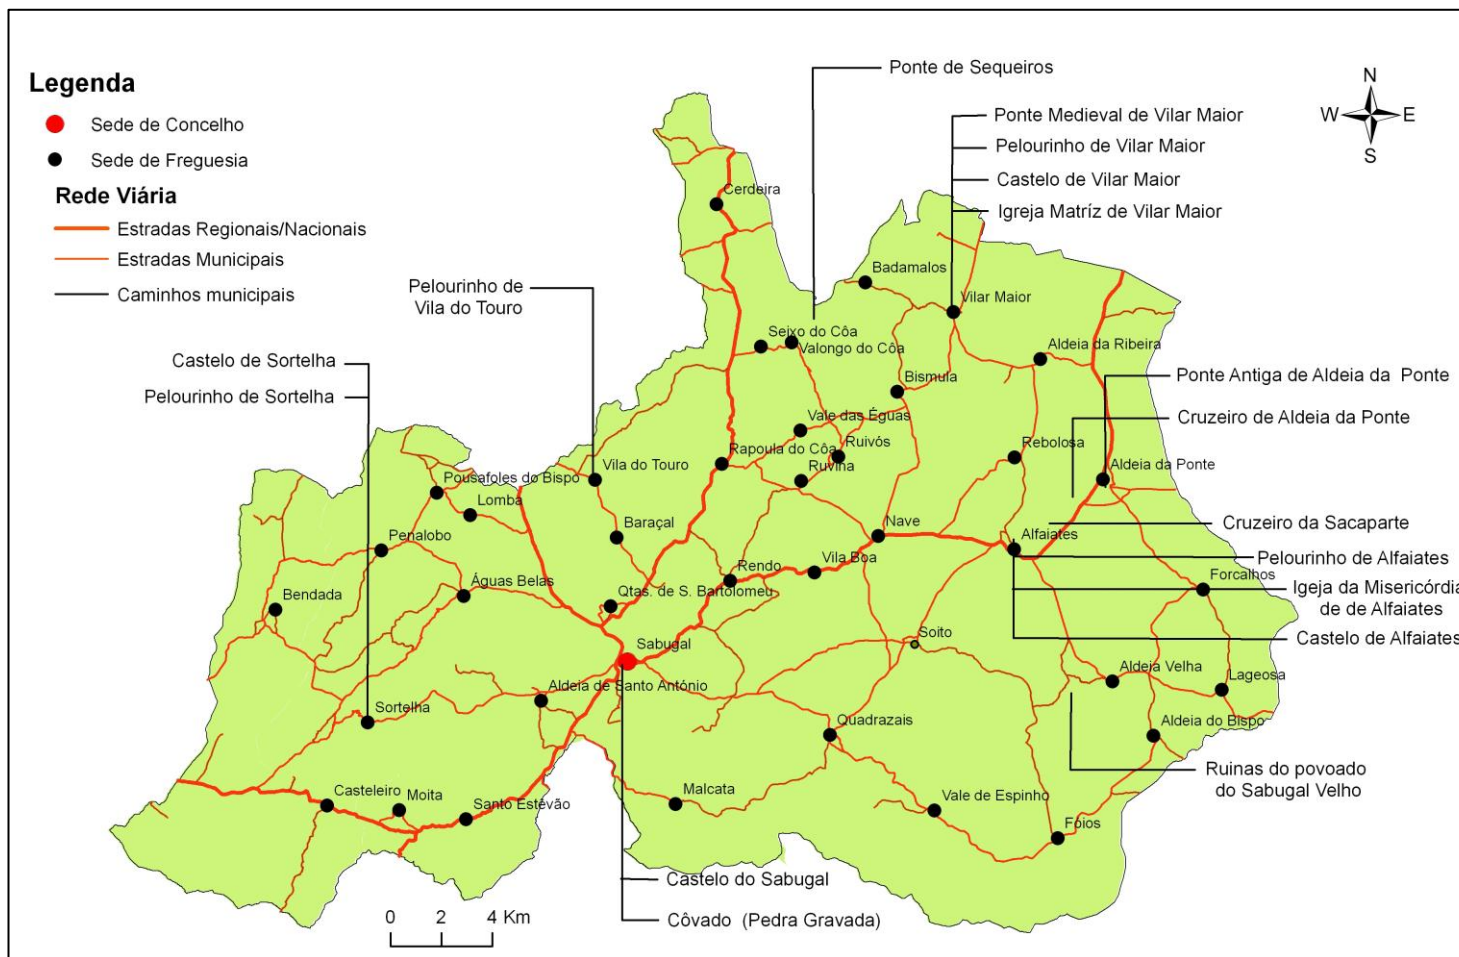 Legenda
Sede de Concelho
Sede de Freguesia
Rede Viária
Estradas Regionais/Nacionais
Estradas Municipais
Caminhos municipais
Ponte de Sequeiros
Ponte Medieval de Vilar Maior
Pelourinho de Vilar Maior
Castelo de Vilar Maior
Igreja Matríz de Vilar Maior
N
W
E
S
Pelourinho de
Vila do Touro
Castelo de Sortelha
Pelourinho de Sortelha
Cerdeira
Badamalos
Vilar Maior
Seixo do Côa
Valongo do Côa
Aldeia da Ribeira
Bismula
Ponte Antiga de Aldeia da Ponte
Cruzeiro de Aldeia da Ponte
Vale das Éguas
Ruivós
Rapoula do Côa
Ruvina
Rebolosa
Aldeia da Ponte
Vila do Touro
Pousafoles do Bispo
Lomba
Baraçal
Nave
Cruzeiro da Sacaparte
Penalobo
Alfaiates
Pelourinho de Alfaiates
Rendo
Vila Boa
Forcalhos
Igeja da Misericórdia
de de Alfaiates
Águas Belas
Qtas. de S. Bartolomeu
Bendada
Soito
Castelo de Alfaiates
Sabugal
Aldeia Velha
Lageosa
Aldeia de Santo António
Sortelha
Quadrazais
Aldeia do Bispo
Ruinas do povoado
do Sabugal Velho
Casteleiro
Moita
Santo Estêvão
Malcata
Vale de Espinho
Fóios
Castelo do Sabugal
Côvado (Pedra Gravada)
0 2 4 Km